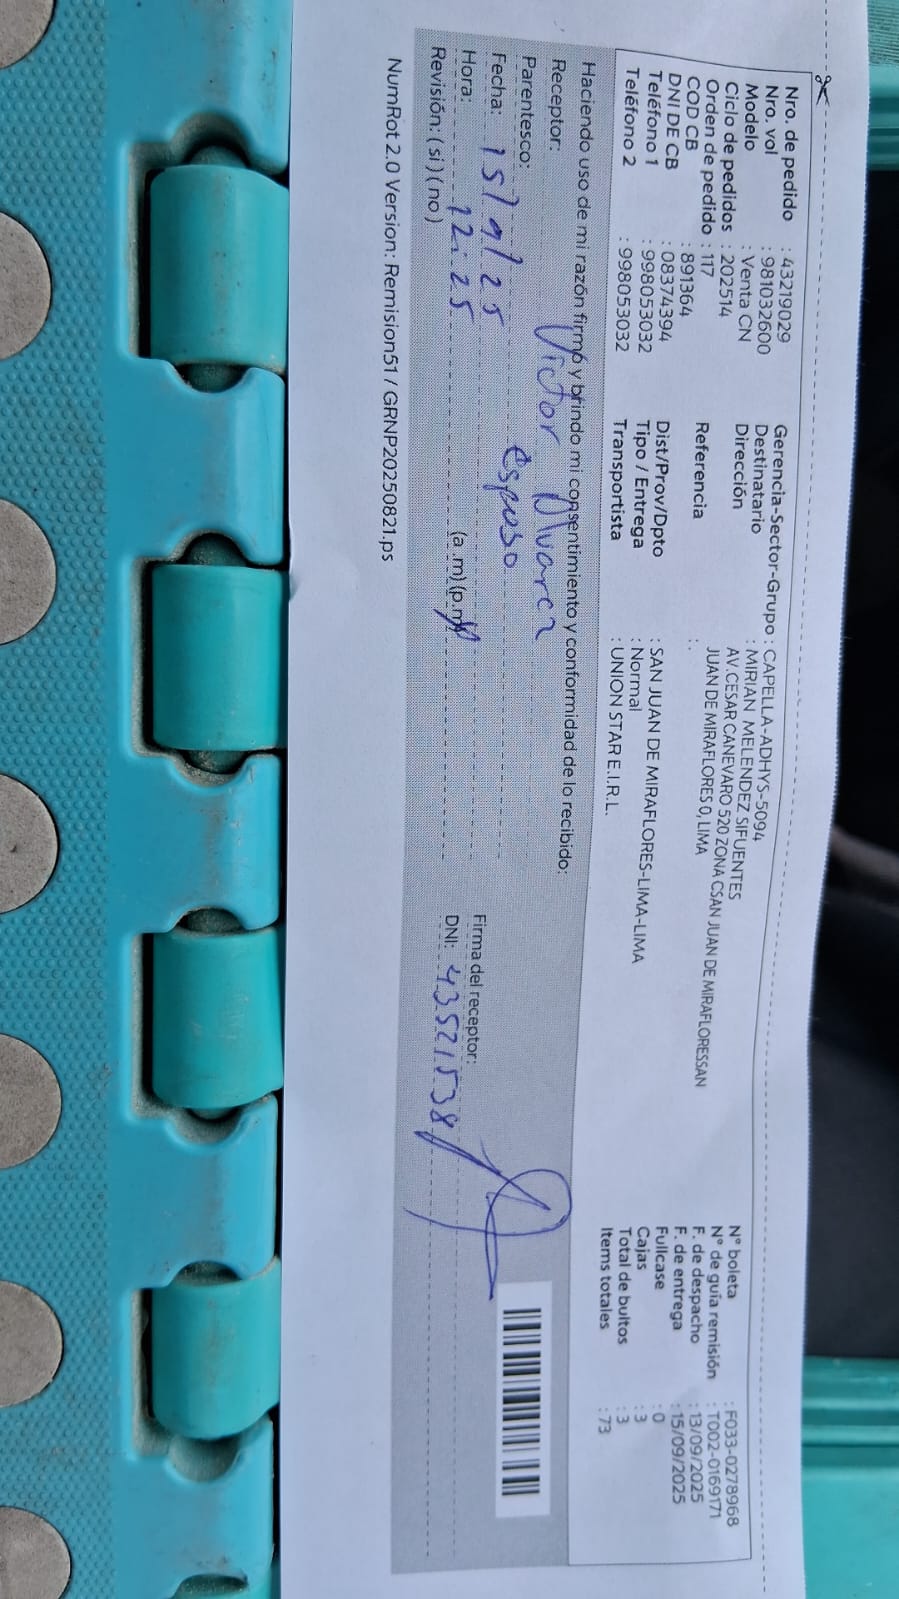 Nro. de pedido : 43219029
Nro. vol : 981032600
Modelo : Venta CN
Ciclo de pedidos : 202514
Orden de pedido : 117
COD CB : 891364
DNI DE CB : 08374394
Teléfono 1 : 998053032
Teléfono 2 : 998053032
Gerencia-Sector-Grupo : CAPELLA-ADHYS-5094
Destinatario : MIRIAN MELENDEZ SIFUENTES
Dirección AV.CESAR CANEVARO 520 ZONA CSAN JUAN DE MIRAFLORESSAN
JUAN DE MIRAFLORES 0, LIMA
Referencia : .
Dist/Prov/Dpto : SAN JUAN DE MIRAFLORES-LIMA-LIMA
Tipo / Entrega : Normal
Transportista : UNION STAR E.I.R.L.
N° boleta : F033-0278968
N° de guía remisión : T002-0169171
F. de despacho : 13/09/2025
F. de entrega : 15/09/2025
Fullcase : 0
Cajas : 3
Total de bultos : 3
Items totales : 73
Haciendo uso de mi razón firmo y brindo mi consentimiento y conformidad de lo recibido:
Receptor: Victor Alvarez
Parentesco: esposo
Fecha: 15/9/25
Hora: 12:25 (a.m) (p.m)
Revisión: ( si ) ( no )
Firma del receptor:
DNI: 43521538
NumRot 2.0 Version: Remision51 / GRNP20250821.ps